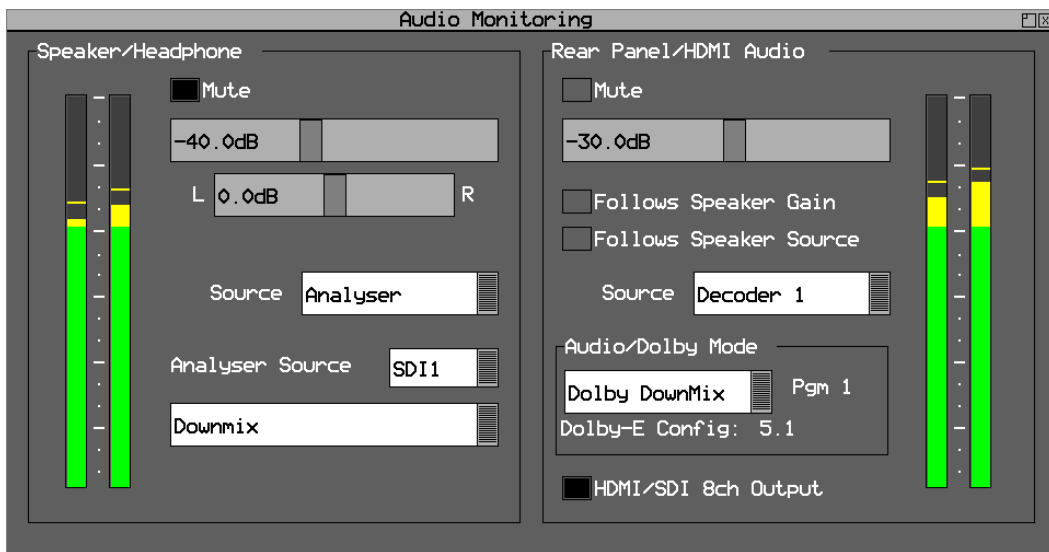 Audio Monitoring
Speaker/Headphone
Mute
-40.0dB
L 0.0dB R
Source Analyser
Analyser Source SDI1
Downmix
Rear Panel/HDMI Audio
Mute
-30.0dB
Follows Speaker Gain
Follows Speaker Source
Source Decoder 1
Audio/Dolby Mode
Dolby DownMix Pgm 1
Dolby-E Config: 5.1
HDMI/SDI 8ch Output